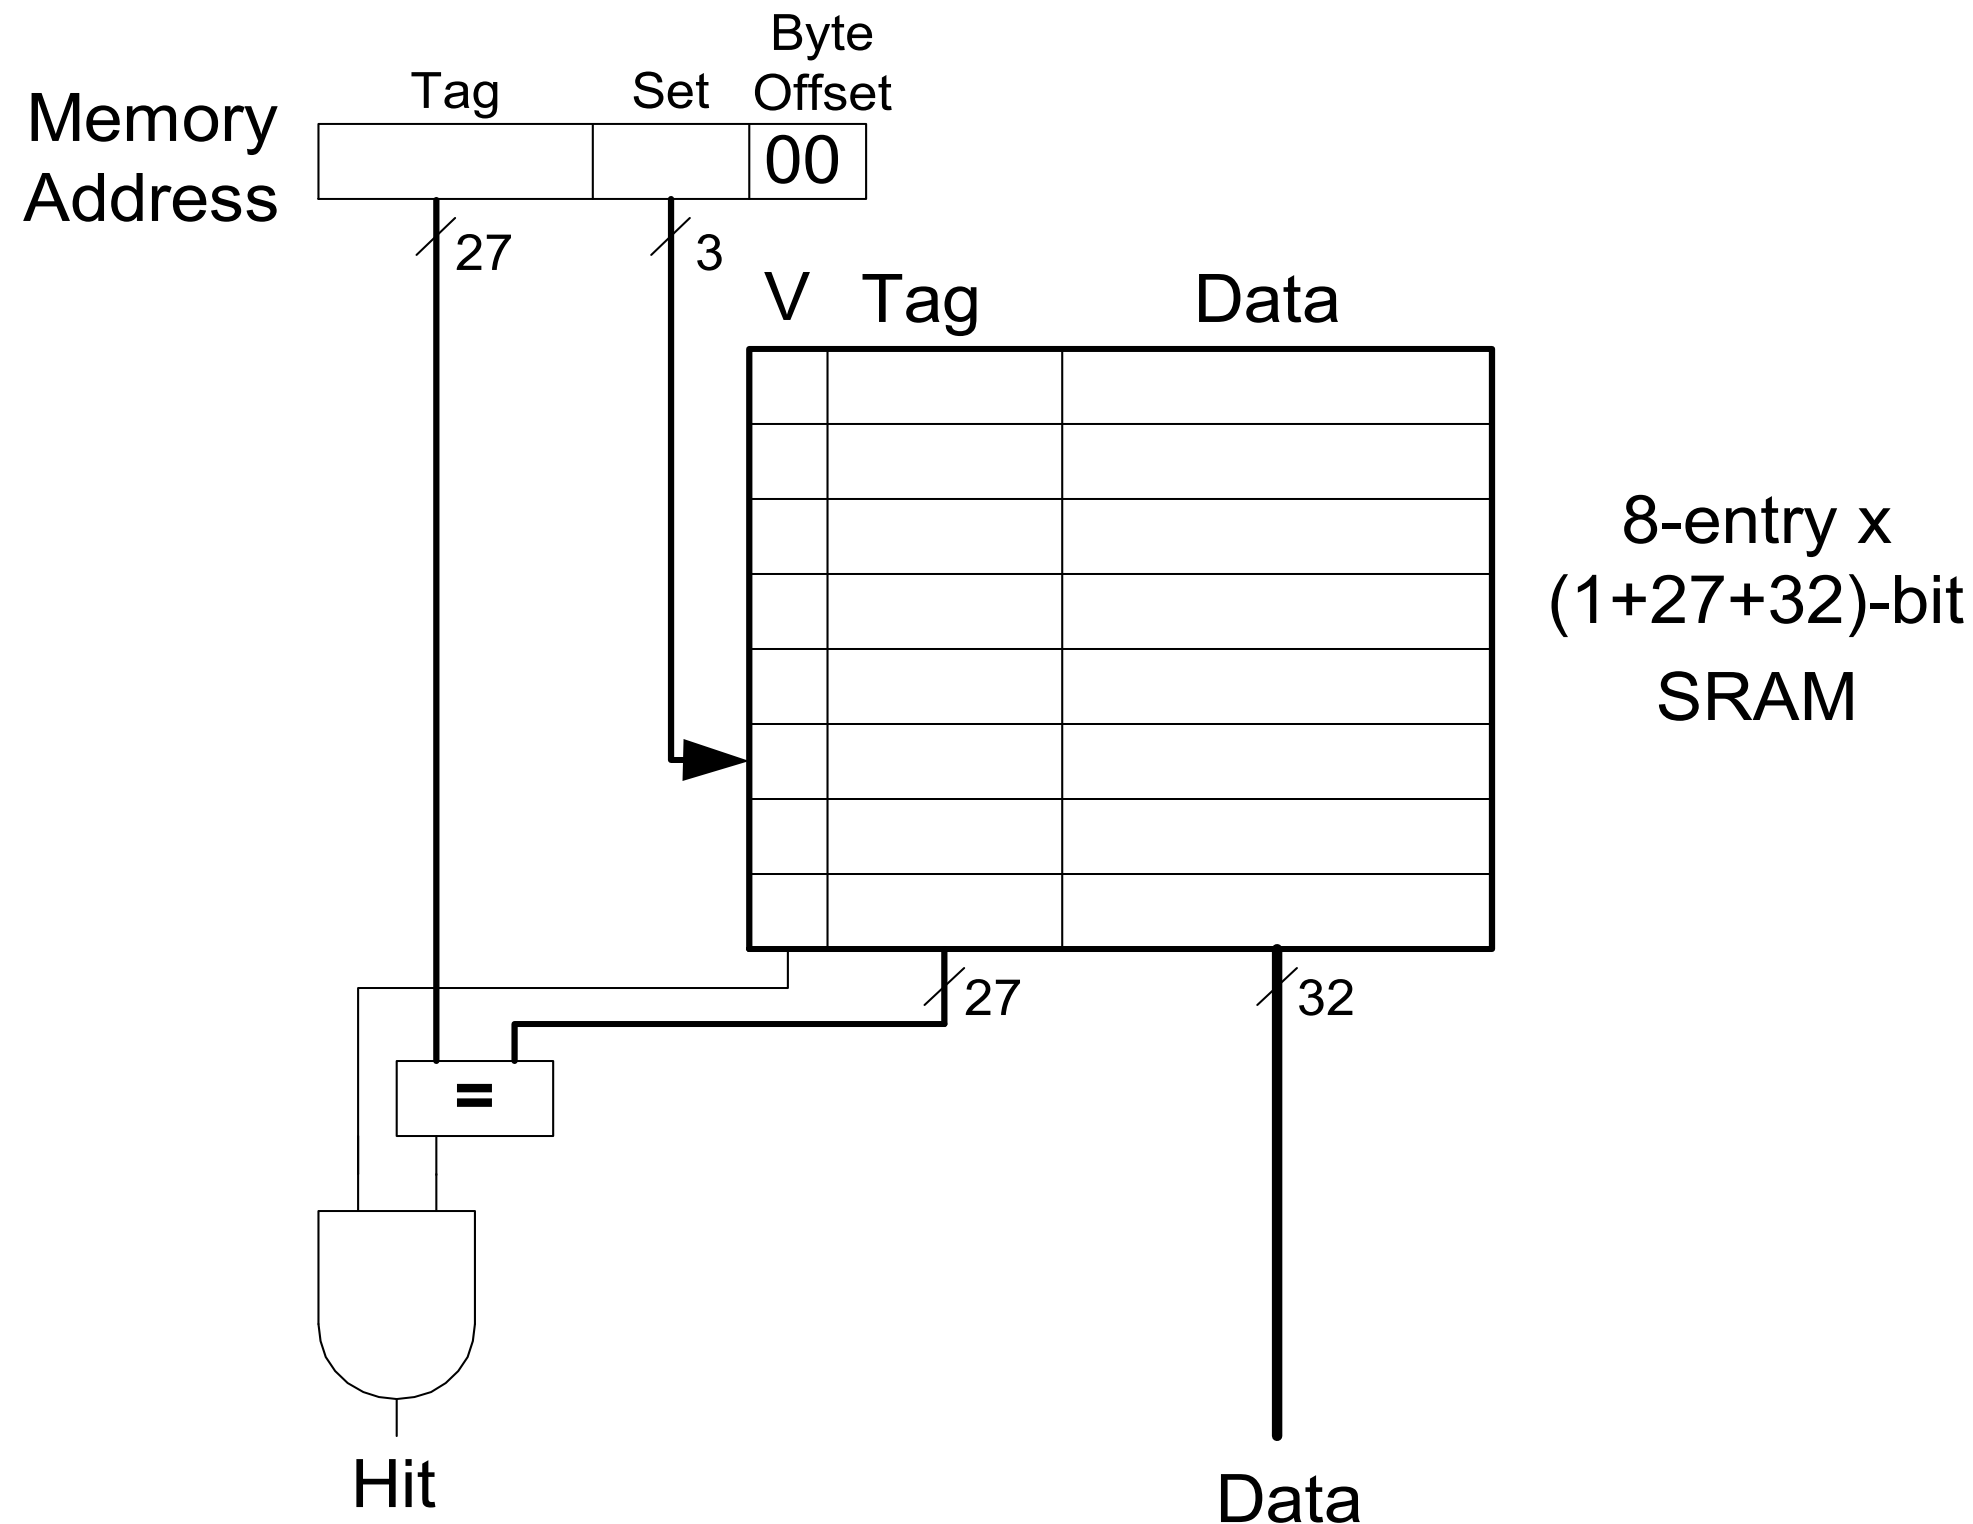 Memory
Address
Tag
Set
Byte
Offset
00
27
3
V
Tag
Data
8-entry x
(1+27+32)-bit
SRAM
27
32
=
Hit
Data